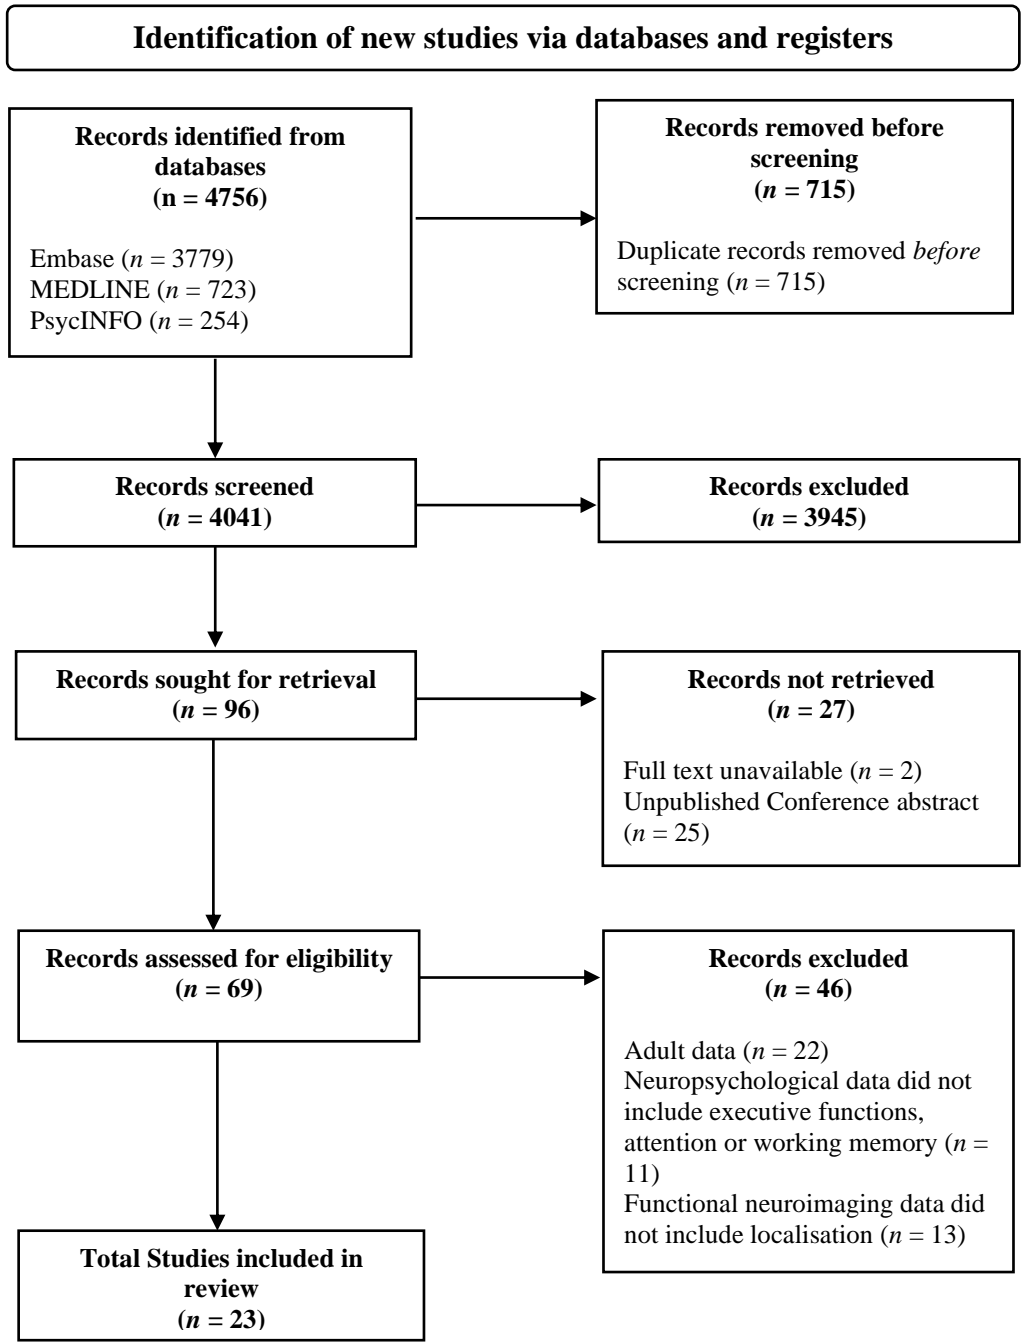 Identification of new studies via databases and registers
Records identified from
databases
(n = 4756)
Embase (n = 3779)
MEDLINE (n = 723)
PsycINFO (n = 254)
Records removed before
screening
(n = 715)
Duplicate records removed before
screening (n = 715)
Records screened
(n = 4041)
Records excluded
(n = 3945)
Records sought for retrieval
(n = 96)
Records not retrieved
(n = 27)
Full text unavailable (n = 2)
Unpublished Conference abstract
(n = 25)
Records assessed for eligibility
(n = 69)
Records excluded
(n = 46)
Adult data (n = 22)
Neuropsychological data did not
include executive functions,
attention or working memory (n =
11)
Functional neuroimaging data did
not include localisation (n = 13)
Total Studies included in
review
(n = 23)